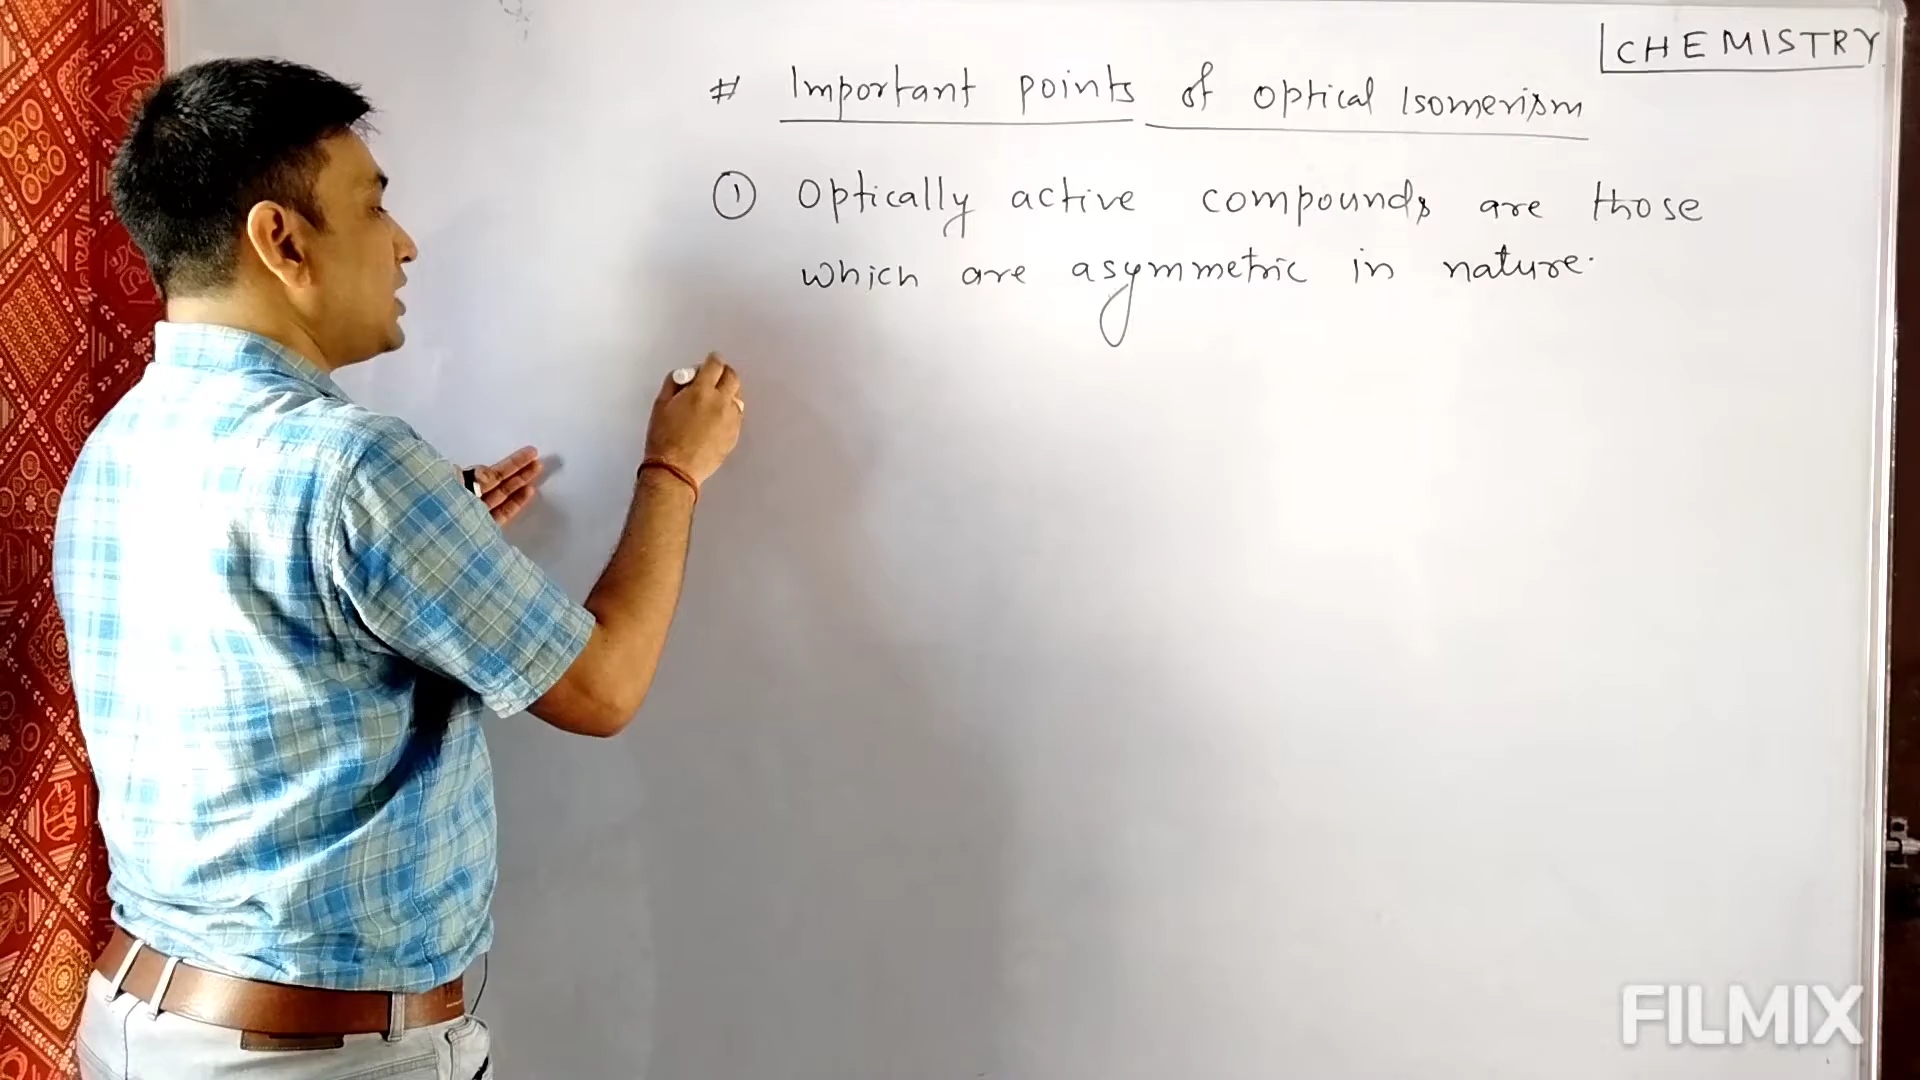 CHEMISTRY
# Important points of optical Isomerism
① Optically active compounds are those
which are asymmetric in nature.
FILMIX